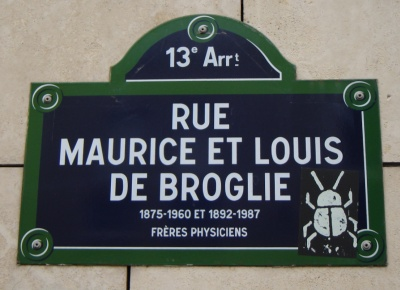 13e Arrt
RUE
MAURICE ET LOUIS
DE BROGLIE
1875-1960 ET 1892-1987
FRÈRES PHYSICIENS